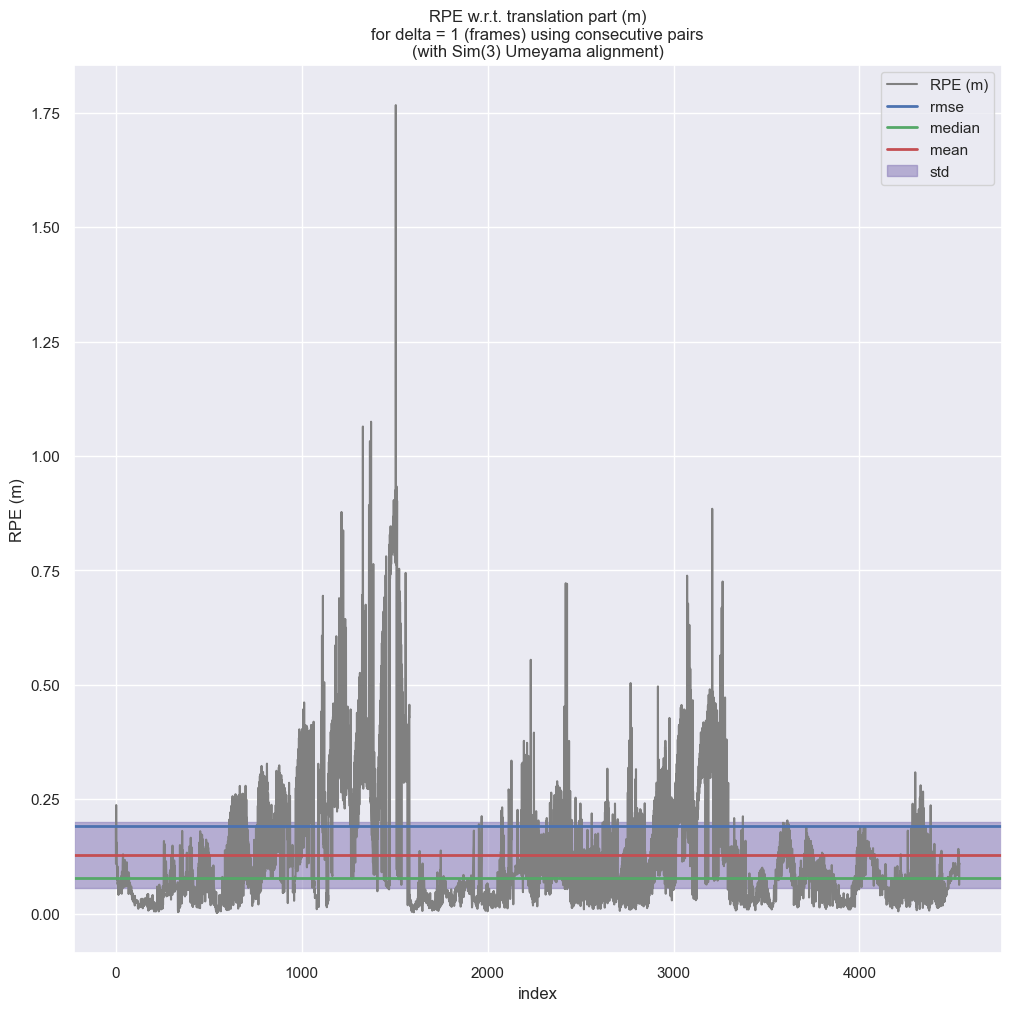 RPE w.r.t. translation part (m)
for delta = 1 (frames) using consecutive pairs
(with Sim(3) Umeyama alignment)
RPE (m)
rmse
median
mean
std
1.75
1.50
1.25
1.00
0.75
0.50
0.25
0.00
RPE (m)
0
1000
2000
3000
4000
index